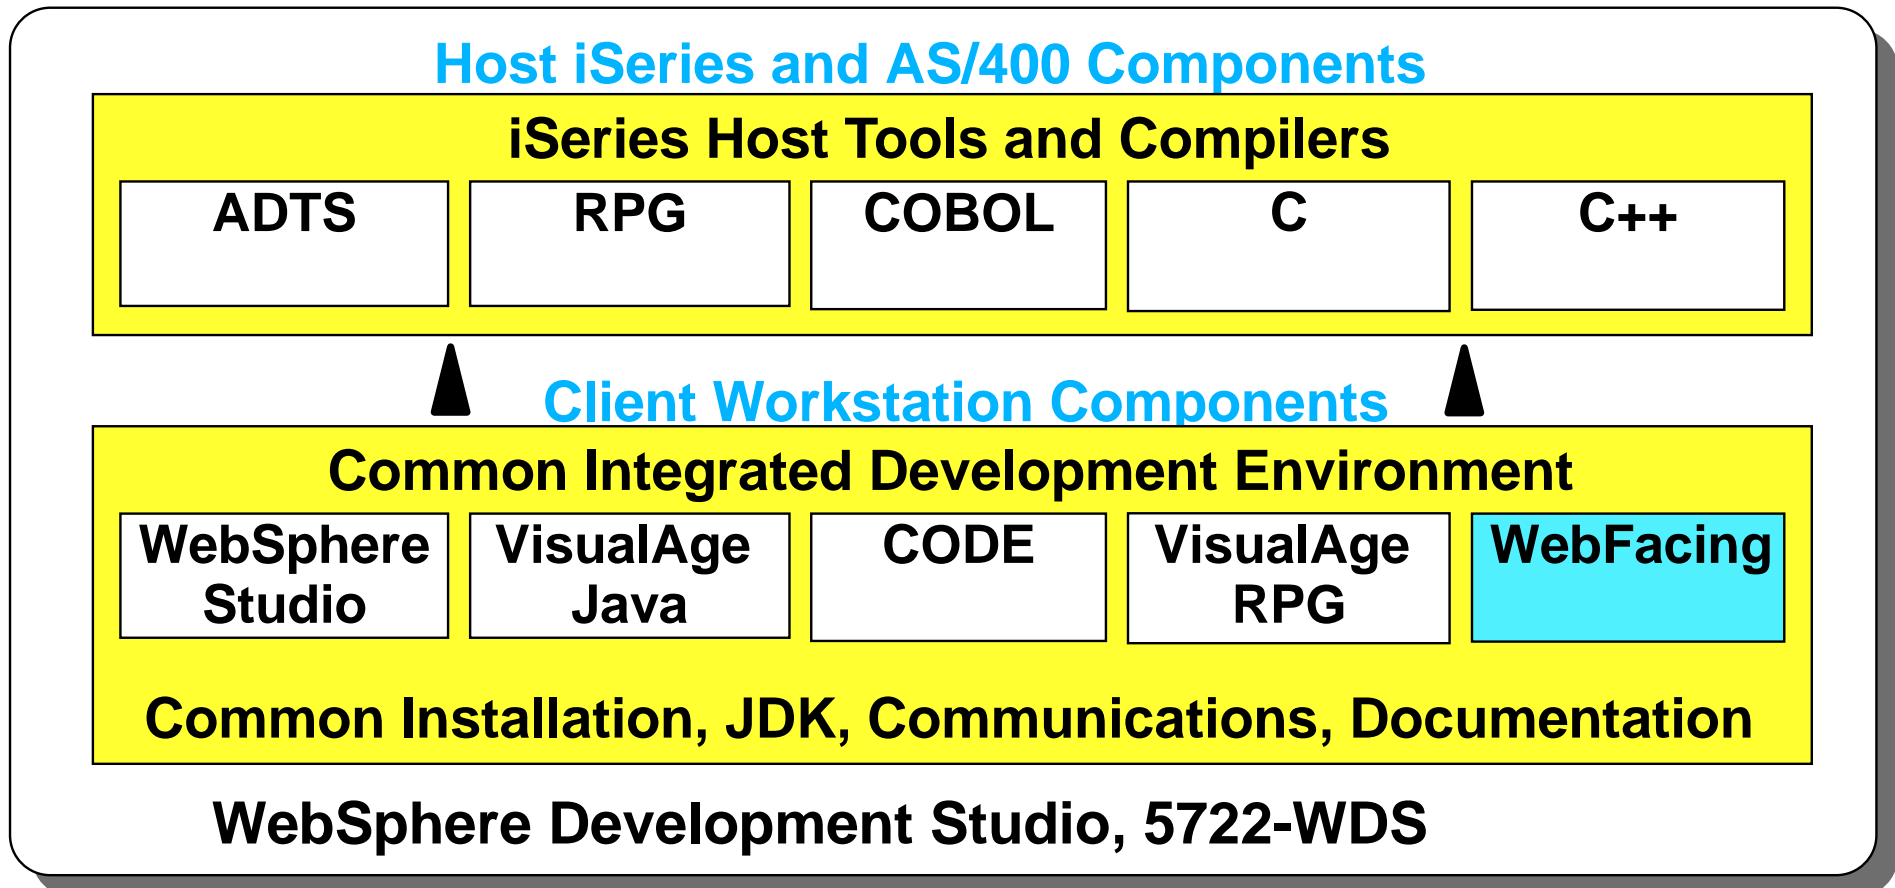 Host iSeries and AS/400 Components
iSeries Host Tools and Compilers
ADTS
RPG
COBOL
C
C++
Client Workstation Components
Common Integrated Development Environment
WebSphere
Studio
VisualAge
Java
CODE
VisualAge
RPG
WebFacing
Common Installation, JDK, Communications, Documentation
WebSphere Development Studio, 5722-WDS